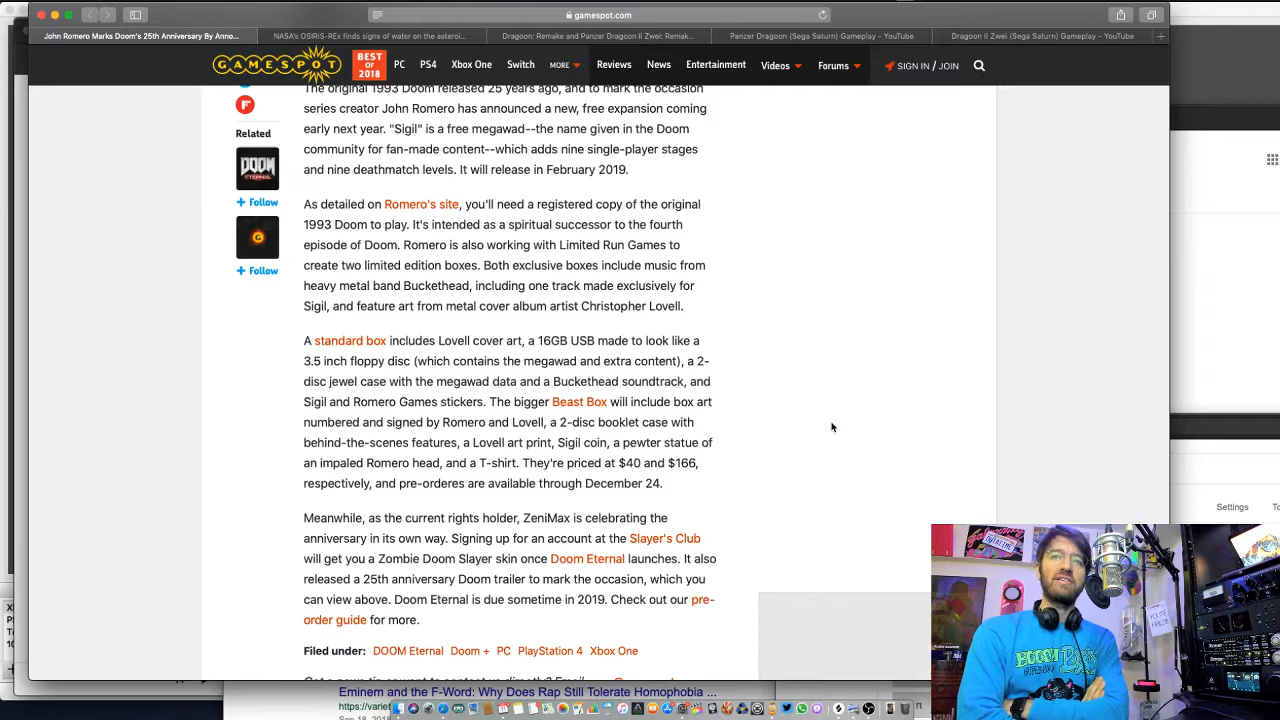 gamespot.com
John Romero Marks Doom's 25th Anniversary By Anno...
NASA's OSIRIS-REx finds signs of water on the asteroi...
Dragoon: Remake and Panzer Dragoon II Zwei: Remak...
Panzer Dragoon (Sega Saturn) Gameplay - YouTube
Dragoon II Zwei (Sega Saturn) Gameplay - YouTube
GAMESPOT
BEST
OF
2018
PC
PS4
Xbox One
Switch
MORE
Reviews
News
Entertainment
Videos
Forums
SIGN IN / JOIN
The original 1993 Doom released 25 years ago, and to mark the occasion
series creator John Romero has announced a new, free expansion coming
early next year. "Sigil" is a free megawad--the name given in the Doom
community for fan-made content--which adds nine single-player stages
and nine deathmatch levels. It will release in February 2019.
Related
DOOM
ETERNAL
+ Follow
+ Follow
As detailed on Romero's site, you'll need a registered copy of the original
1993 Doom to play. It's intended as a spiritual successor to the fourth
episode of Doom. Romero is also working with Limited Run Games to
create two limited edition boxes. Both exclusive boxes include music from
heavy metal band Buckethead, including one track made exclusively for
Sigil, and feature art from metal cover album artist Christopher Lovell.
A standard box includes Lovell cover art, a 16GB USB made to look like a
3.5 inch floppy disc (which contains the megawad and extra content), a 2-
disc jewel case with the megawad data and a Buckethead soundtrack, and
Sigil and Romero Games stickers. The bigger Beast Box will include box art
numbered and signed by Romero and Lovell, a 2-disc booklet case with
behind-the-scenes features, a Lovell art print, Sigil coin, a pewter statue of
an impaled Romero head, and a T-shirt. They're priced at $40 and $166,
respectively, and pre-orderes are available through December 24.
Meanwhile, as the current rights holder, ZeniMax is celebrating the
anniversary in its own way. Signing up for an account at the Slayer's Club
will get you a Zombie Doom Slayer skin once Doom Eternal launches. It also
released a 25th anniversary Doom trailer to mark the occasion, which you
can view above. Doom Eternal is due sometime in 2019. Check out our pre-
order guide for more.
Filed under: DOOM Eternal Doom + PC PlayStation 4 Xbox One
Settings
Eminem and the F-Word: Why Does Rap Still Tolerate Homophobia ...
https://variet
Sep 18, 2018